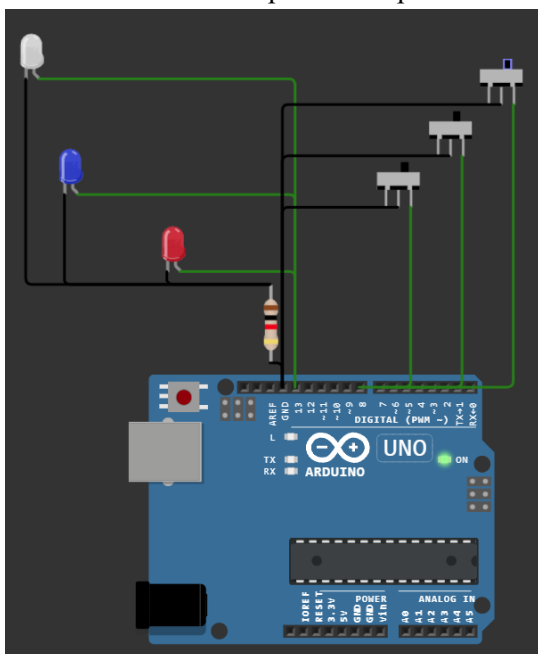 AREF
GND
13
12
~11
~10
~9
8
7
~6
~5
4
~3
2
TX→1
RX←0
DIGITAL (PWM ~)
L
TX
RX
UNO
ARDUINO
ON
IOREF
RESET
3.3V
5V
GND
GND
Vin
POWER
ANALOG IN
A0
A1
A2
A3
A4
A5